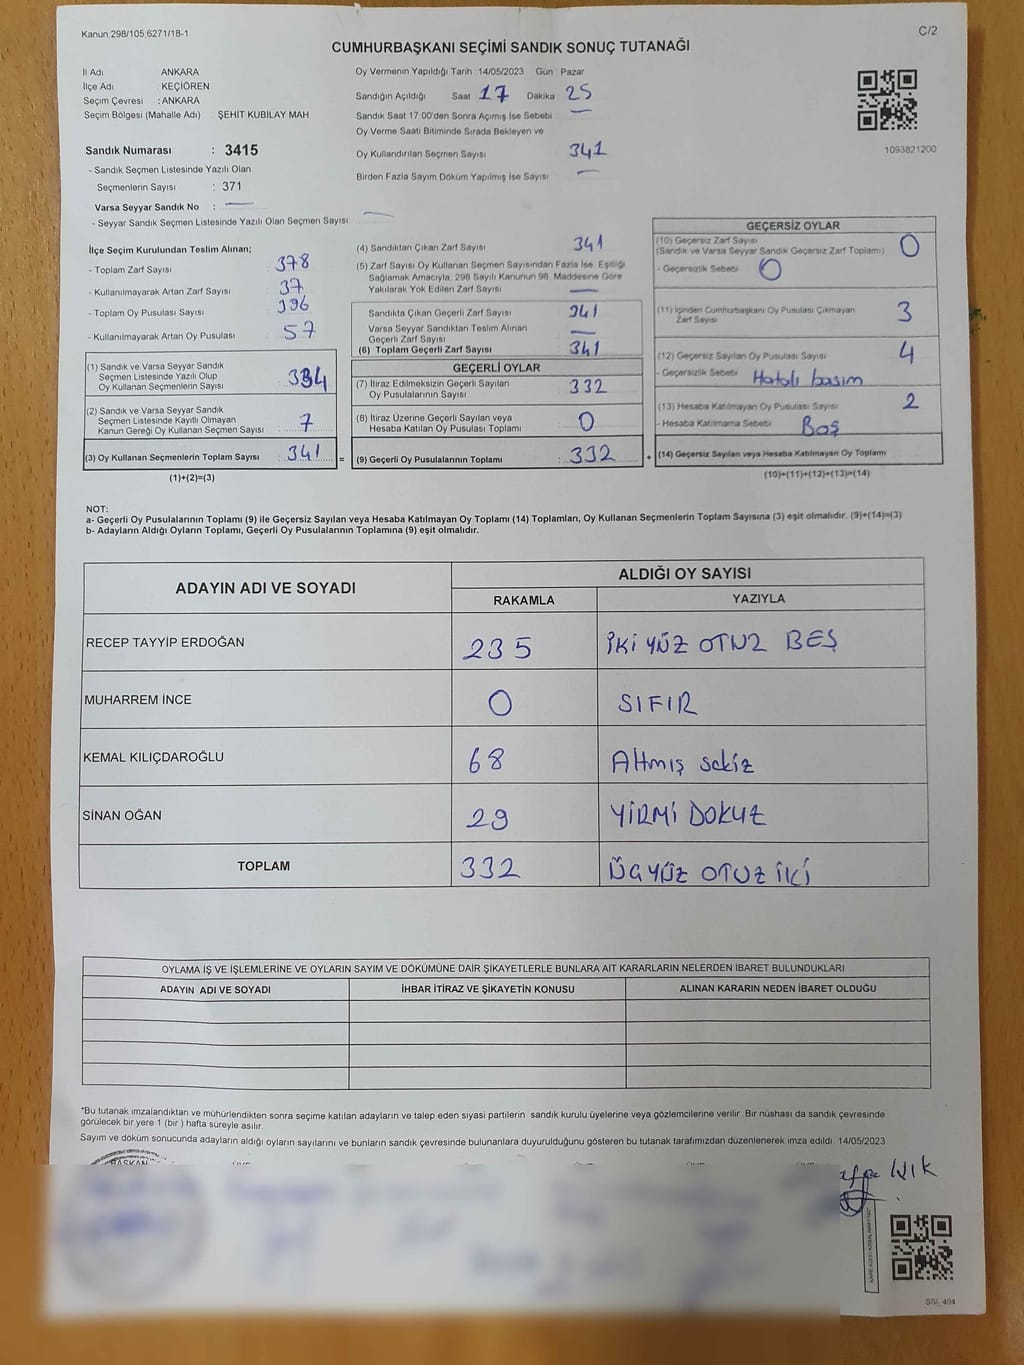 Kanun 298/105,6271/18-1
C/2
CUMHURBAŞKANI SEÇİMİ SANDIK SONUÇ TUTANAĞI
İl Adı ANKARA
İlçe Adı : KEÇİÖREN
Seçim Çevresi : ANKARA
Seçim Bölgesi (Mahalle Adı) : ŞEHİT KUBİLAY MAH
Sandık Numarası : 3415
- Sandık Seçmen Listesinde Yazılı Olan
Seçmenlerin Sayısı : 371
Varsa Seyyar Sandık No :
- Seyyar Sandık Seçmen Listesinde Yazılı Olan Seçmen Sayısı
Oy Vermenin Yapıldığı Tarih 14/05/2023 Gün Pazar
Sandığın Açıldığı Saat 17 Dakika 25
Sandık Saat 17 00'den Sonra Açımış İse Sebebi
Oy Verme Saati Bitiminde Sırada Bekleyen ve
Oy Kullandırılan Seçmen Sayısı 341
Birden Fazla Sayım Döküm Yapılmış İse Sayısı
1093821200
İlçe Seçim Kurulundan Teslim Alınan;
- Toplam Zarf Sayısı 378
- Kullanılmayarak Artan Zarf Sayısı 37
- Toplam Oy Pusulası Sayısı 396
- Kullanılmayarak Artan Oy Pusulası 57
(1) Sandık ve Varsa Seyyar Sandık
Seçmen Listesinde Yazılı Olup
Oy Kullanan Seçmenlerin Sayısı 334
(2) Sandık ve Varsa Seyyar Sandık
Seçmen Listesinde Kayıtlı Olmayan
Kanun Gereği Oy Kullanan Seçmen Sayısı 7
(3) Oy Kullanan Seçmenlerin Toplam Sayısı 341 =
(1)+(2)=(3)
(4) Sandıktan Çıkan Zarf Sayısı 341
(5) Zarf Sayısı Oy Kullanan Seçmen Sayısından Fazla İse, Eşitliği
Sağlamak Amacıyla, 298 Sayılı Kanunun 98. Maddesine Göre
Yakılarak Yok Edilen Zarf Sayısı
Sandıkta Çıkan Geçerli Zarf Sayısı 341
Varsa Seyyar Sandıktan Teslim Alınan
Geçerli Zarf Sayısı
(6) Toplam Geçerli Zarf Sayısı 341
GEÇERLİ OYLAR
(7) İtiraz Edilmeksizin Geçerli Sayılan
Oy Pusulalarının Sayısı 332
(8) İtiraz Üzerine Geçerli Sayılan veya
Hesaba Katılan Oy Pusulası Toplamı 0
(9) Geçerli Oy Pusulalarının Toplamı : 332 +
GEÇERSİZ OYLAR
(10) Geçersiz Zarf Sayısı
(Sandık ve Varsa Seyyar Sandık Geçersiz Zarf Toplamı) 0
- Geçersizlik Sebebi 0
(11) İçinden Cumhurbaşkanı Oy Pusulası Çıkmayan
Zarf Sayısı 3
(12) Geçersiz Sayılan Oy Pusulası Sayısı 4
- Geçersizlik Sebebi Hatalı basim
(13) Hesaba Katılmayan Oy Pusulası Sayısı 2
- Hesaba Katılmama Sebebi Boş
(14) Geçersiz Sayılan veya Hesaba Katılmayan Oy Toplamı
(10)+(11)+(12)+(13)=(14)
NOT:
a- Geçerli Oy Pusulalarının Toplamı (9) ile Geçersiz Sayılan veya Hesaba Katılmayan Oy Toplamı (14) Toplamları, Oy Kullanan Seçmenlerin Toplam Sayısına (3) eşit olmalıdır. (9)+(14)=(3)
b- Adayların Aldığı Oyların Toplamı, Geçerli Oy Pusulalarının Toplamına (9) eşit olmalıdır.
ADAYIN ADI VE SOYADI
ALDIĞI OY SAYISI
RAKAMLA YAZIYLA
RECEP TAYYİP ERDOĞAN 235 İKİ YÜZ OTUZ BEŞ
MUHARREM İNCE 0 SIFIR
KEMAL KILIÇDAROĞLU 68 Altmış sekiz
SİNAN OĞAN 29 YİRMİ DOKUZ
TOPLAM 332 ÜÇ YÜZ OTUZ İKİ
OYLAMA İŞ VE İŞLEMLERİNE VE OYLARIN SAYIM VE DÖKÜMÜNE DAİR ŞİKAYETLERLE BUNLARA AİT KARARLARIN NELERDEN İBARET BULUNDUKLARI
ADAYIN ADI VE SOYADI İHBAR İTİRAZ VE ŞİKAYETİN KONUSU ALINAN KARARIN NEDEN İBARET OLDUĞU
*Bu tutanak imzalandıktan ve mühürlendikten sonra seçime katılan adayların ve talep eden siyasi partilerin sandık kurulu üyelerine veya gözlemcilerine verilir. Bir nüshası da sandık çevresinde
görülecek bir yere 1 (bir ) hafta süreyle asılır.
Sayım ve döküm sonucunda adayların aldığı oyların sayılarını ve bunların sandık çevresinde bulunanlara duyurulduğunu gösteren bu tutanak tarafımızdan düzenlenerek imza edildi. 14/05/2023
BAŞKAN
SSI_404